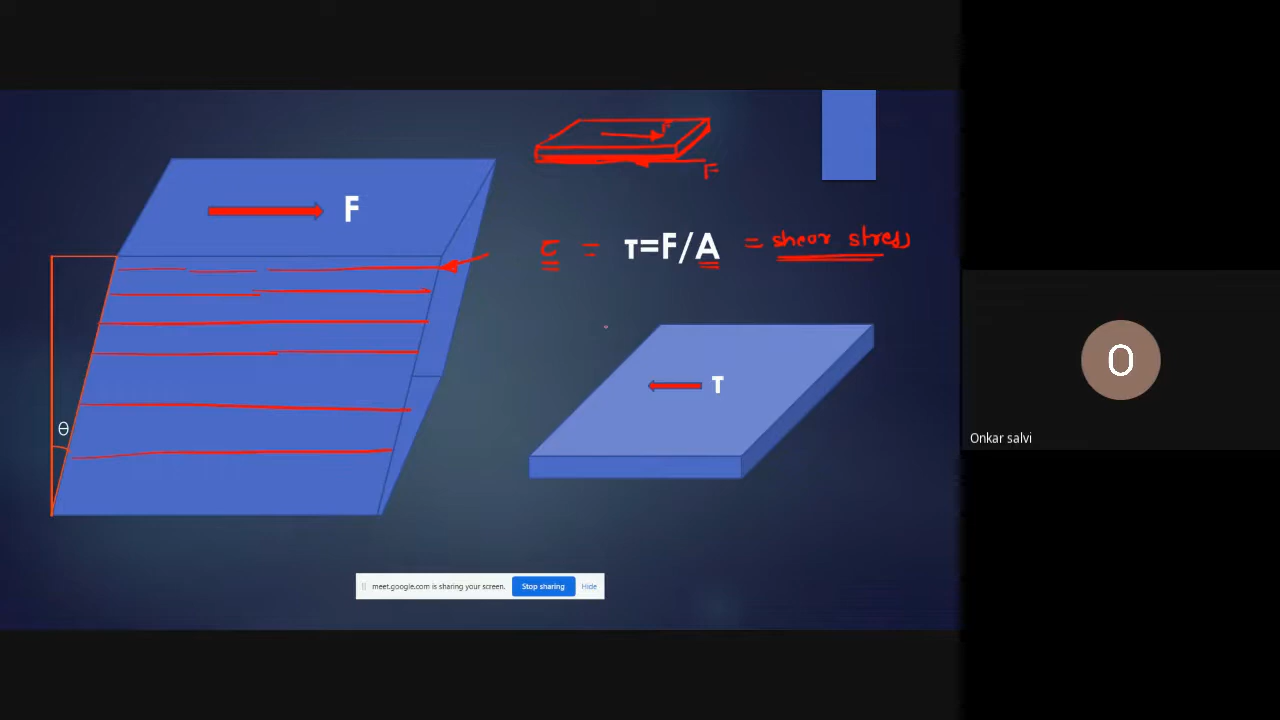 F
F
F
τ = τ=F/A = shear stress
τ
θ
O
Onkar salvi
meet.google.com is sharing your screen. Stop sharing Hide